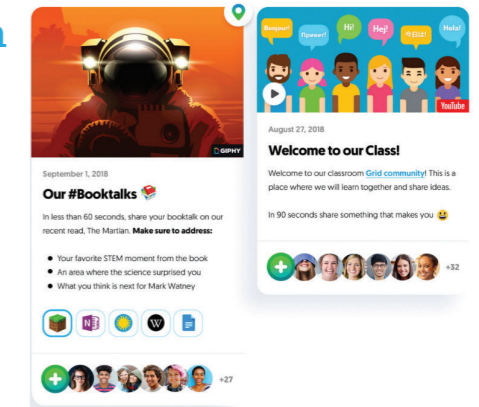 GIPHY
September 1, 2018
Our #Booktalks
In less than 60 seconds, share your booktalk on our
recent read, The Martian. Make sure to address:
Your favorite STEM moment from the book
An area where the science surprised you
What you think is next for Mark Watney
N
W
+27
Bonjour!
Привет!
Hi!
Hej!
Hola!
YouTube
August 27, 2018
Welcome to our Class!
Welcome to our classroom Grid community! This is a
place where we will learn together and share ideas.
In 90 seconds share something that makes you
+32